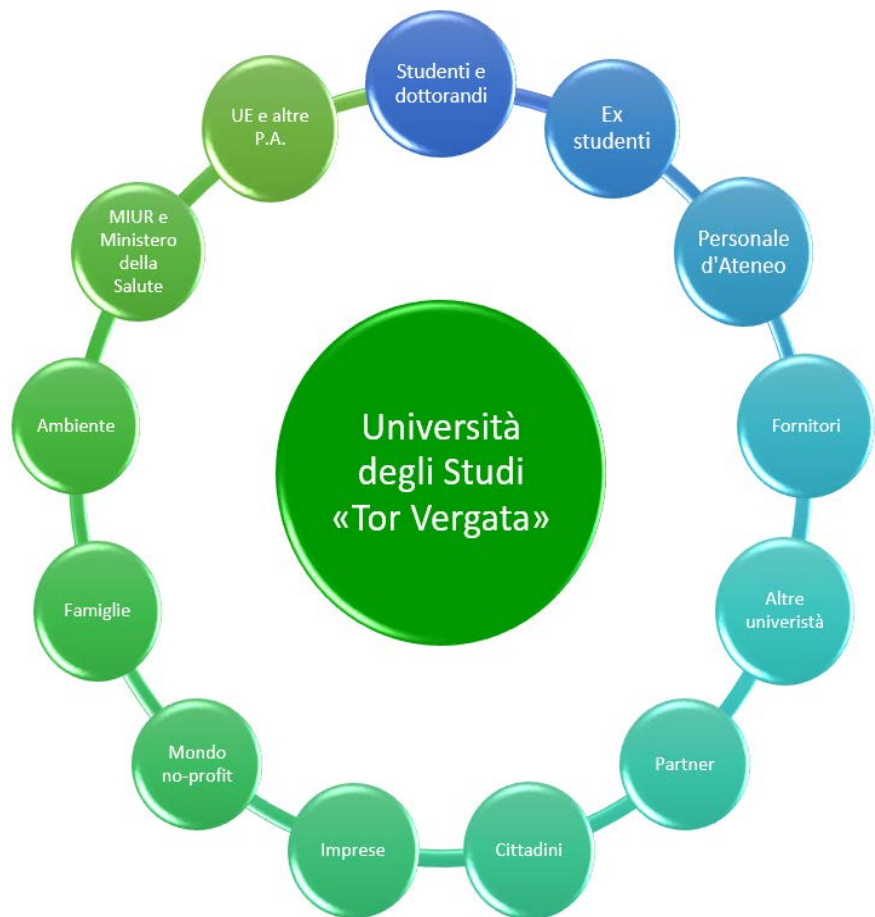 Studenti e
dottorandi
Ex
studenti
Personale
d'Ateneo
Fornitori
Altre
univeristà
Partner
Cittadini
Imprese
Mondo
no-profit
Famiglie
Ambiente
MIUR e
Ministero
della
Salute
UE e altre
P.A.
Università
degli Studi
«Tor Vergata»